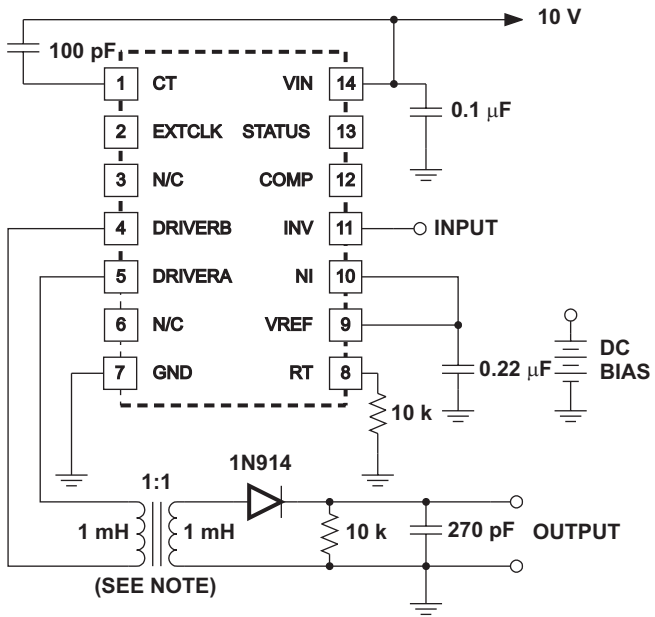 10 V
100 pF
1 CT VIN 14
0.1 µF
2 EXTCLK STATUS 13
3 N/C COMP 12
4 DRIVERB INV 11 INPUT
5 DRIVERA NI 10
6 N/C VREF 9
DC
BIAS
0.22 µF
7 GND RT 8
10 k
1N914
1:1
1 mH 1 mH 10 k 270 pF OUTPUT
(SEE NOTE)